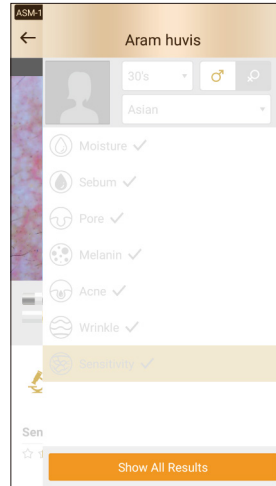 ASM-1
Aram huvis
30's
Asian
Moisture
Sebum
Pore
Melanin
Acne
Wrinkle
Sensitivity
Sen
Show All Results